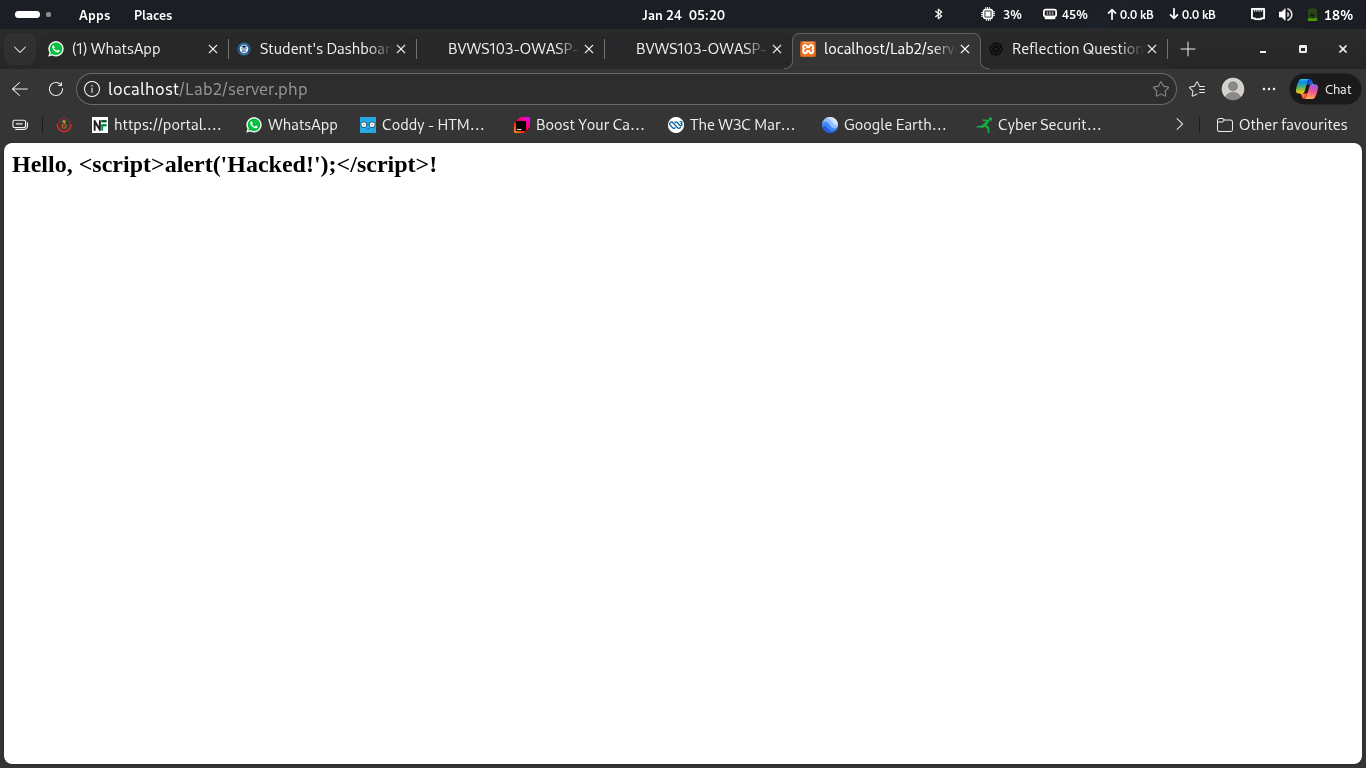 Apps Places Jan 24 05:20 3% 45% 0.0 kB 0.0 kB 18%
(1) WhatsApp Student's Dashboar BVWS103-OWASP- BVWS103-OWASP- localhost/Lab2/serv Reflection Question
localhost/Lab2/server.php Chat
https://portal.... WhatsApp Coddy - HTM... Boost Your Ca... The W3C Mar... Google Earth... Cyber Securit... Other favourites
Hello, <script>alert('Hacked!');</script>!